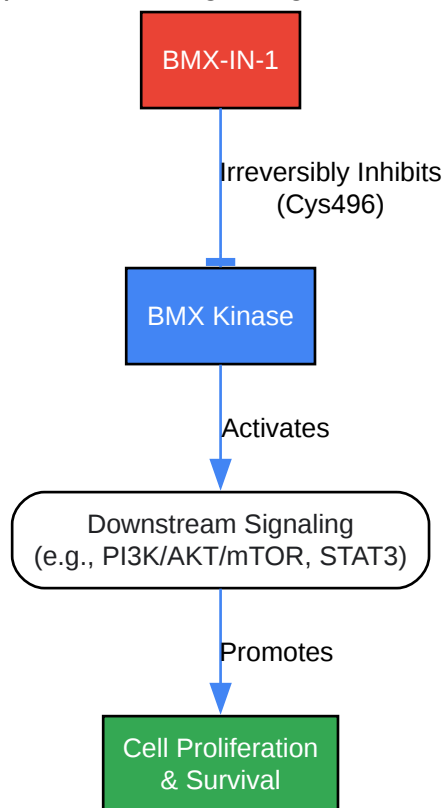 BMX-IN-1
Irreversibly Inhibits
(Cys496)
BMX Kinase
Activates
Downstream Signaling
(e.g., PI3K/AKT/mTOR, STAT3)
Promotes
Cell Proliferation
& Survival